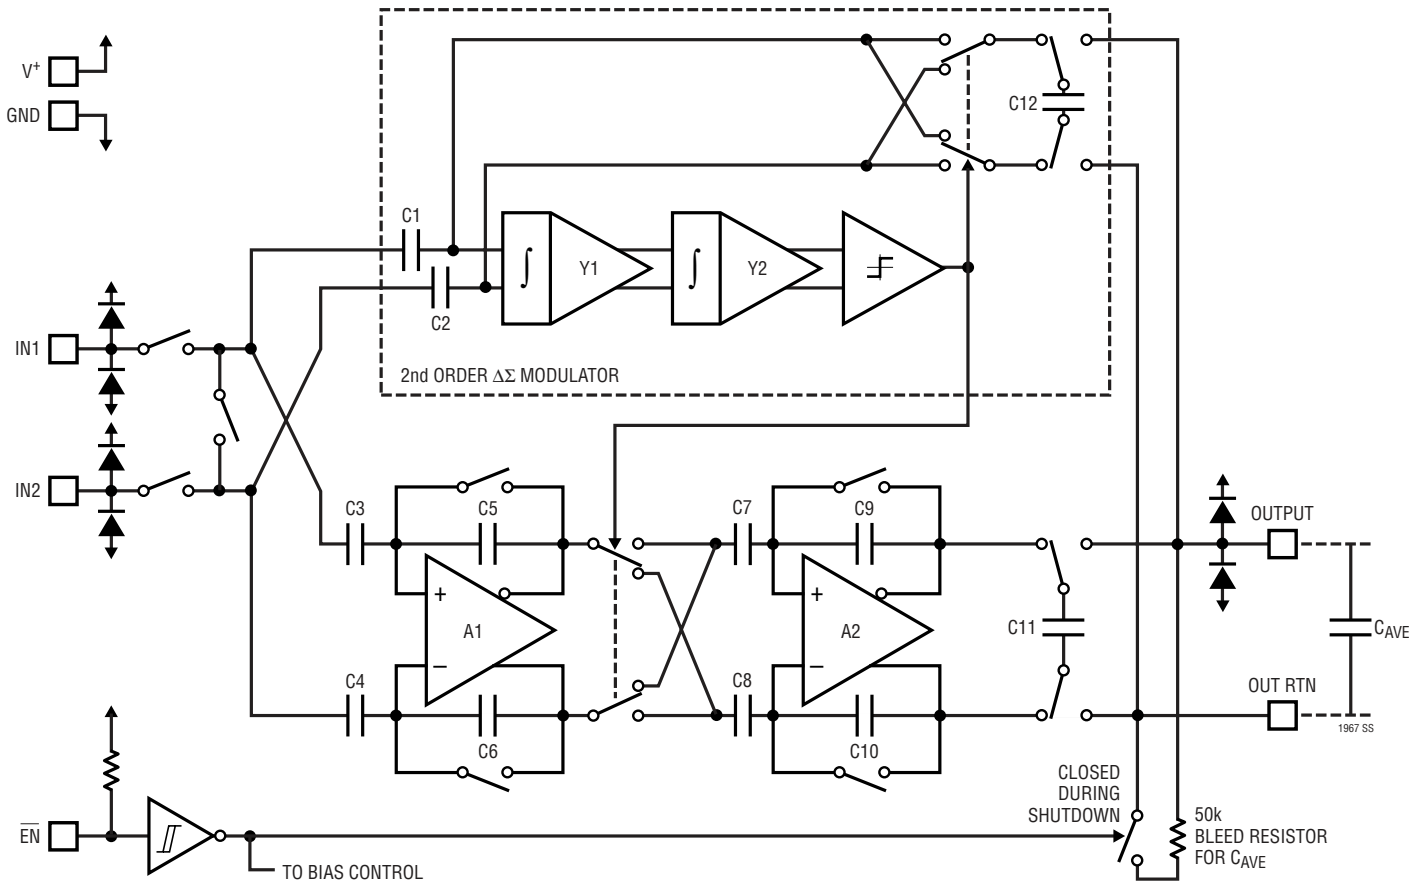 V+
GND
C12
C1
C2
∫
Y1
∫
Y2
2nd ORDER ΔΣ MODULATOR
IN1
IN2
C3
C5
C7
C9
OUTPUT
+
A1
−
+
A2
−
C11
CAVE
C4
C6
C8
C10
OUT RTN
1967 SS
CLOSED
DURING
SHUTDOWN
50k
BLEED RESISTOR
FOR CAVE
E̅N̅
TO BIAS CONTROL